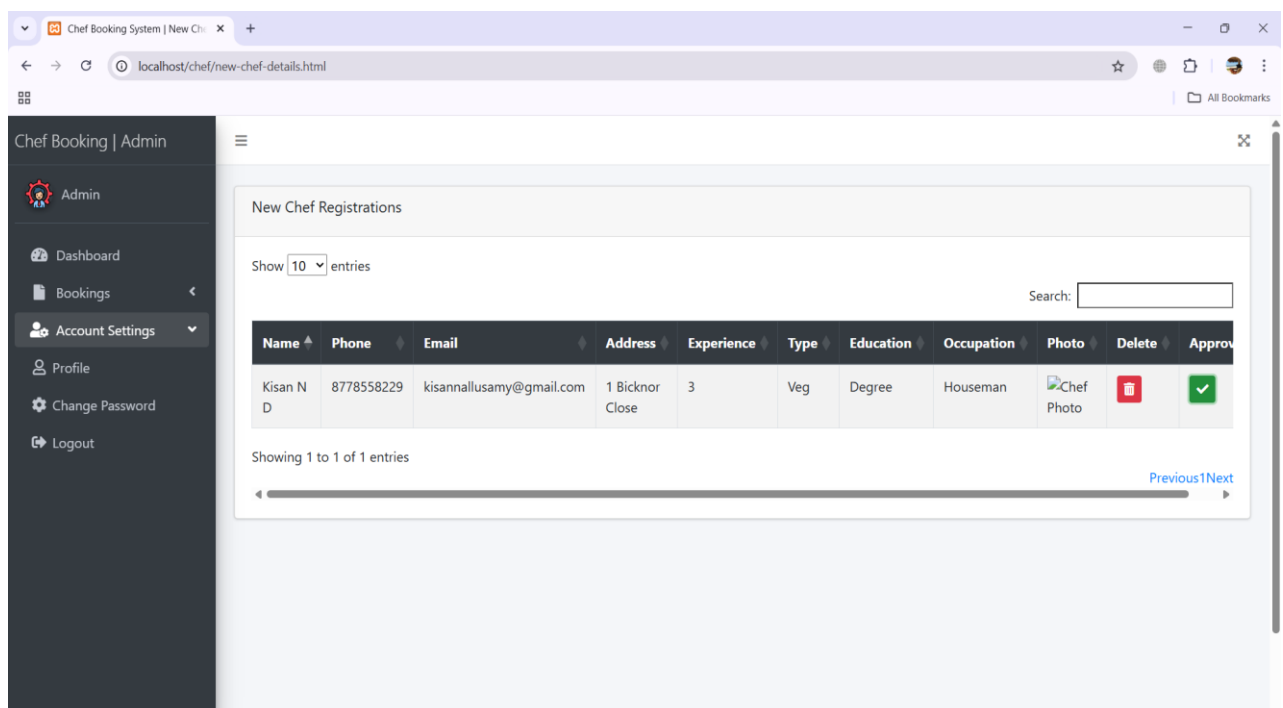 Chef Booking System | New Che
localhost/chef/new-chef-details.html
All Bookmarks
Chef Booking | Admin
Admin
Dashboard
Bookings
Account Settings
Profile
Change Password
Logout
New Chef Registrations
Show 10 entries
Search:
Name Phone Email Address Experience Type Education Occupation Photo Delete Approv
Kisan N 8778558229 kisannallusamy@gmail.com 1 Bicknor 3 Veg Degree Houseman Chef
D Close Photo
Showing 1 to 1 of 1 entries
Previous1Next